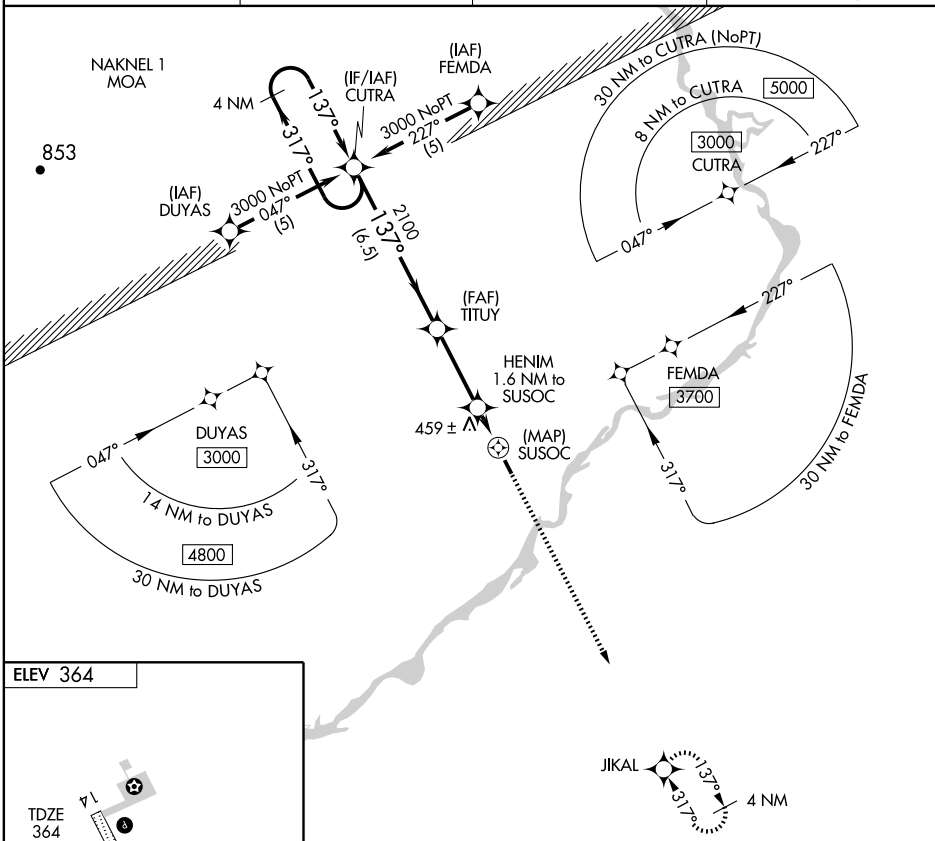 NAKNEL 1
MOA
853
4 NM
137°
317°
(IF/IAF)
CUTRA
(IAF)
FEMDA
3000 NoPT
227°
(5)
(IAF)
DUYAS
3000 NoPT
047°
(5)
2100
137°
(6.5)
30 NM to CUTRA (NoPT)
5000
8 NM to CUTRA
3000
CUTRA
227°
047°
(FAF)
TITUY
HENIM
1.6 NM to
SUSOC
459 ±
(MAP)
SUSOC
227°
FEMDA
3700
317°
30 NM to FEMDA
047°
DUYAS
3000
317°
14 NM to DUYAS
4800
30 NM to DUYAS
ELEV 364
14
TDZE
364
P
JIKAL
137°
317°
4 NM